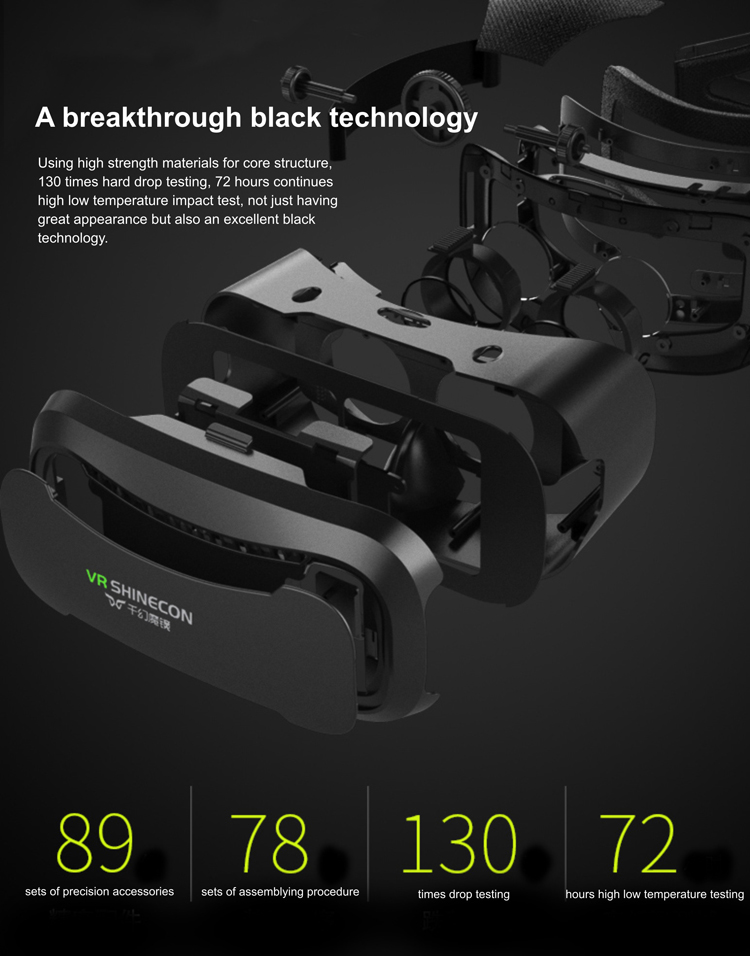 A breakthrough black technology
Using high strength materials for core structure,
130 times hard drop testing, 72 hours continues
high low temperature impact test, not just having
great appearance but also an excellent black
technology.
VR SHINECON
千幻魔镜
89
sets of precision accessories
78
sets of assemblying procedure
130
times drop testing
72
hours high low temperature testing